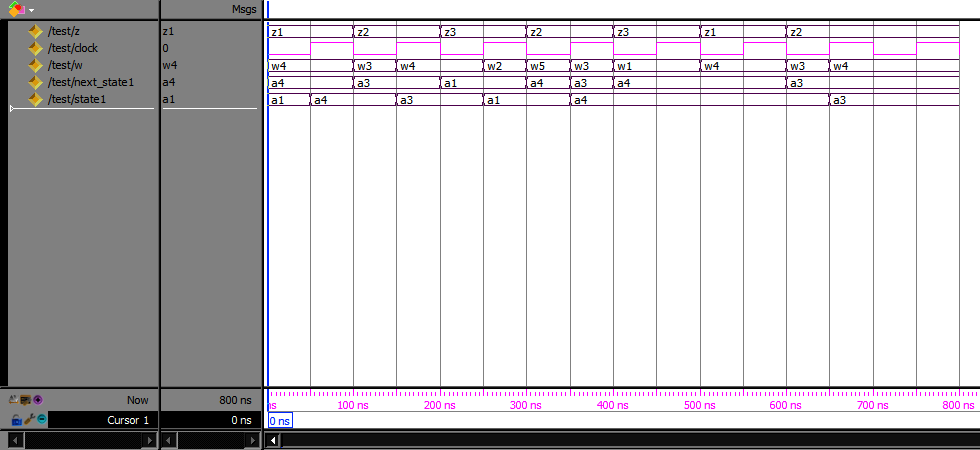 Msgs
/test/z z1 z1 z2 z3 z2 z3 z1 z2
/test/clock 0
/test/w w4 w4 w3 w4 w2 w5 w3 w1 w4 w3 w4
/test/next_state1 a4 a4 a3 a1 a4 a3 a4 a3
/test/state1 a1 a1 a4 a3 a1 a4 a3
Now 800 ns ns 100 ns 200 ns 300 ns 400 ns 500 ns 600 ns 700 ns 800 ns
Cursor 1 0 ns 0 ns